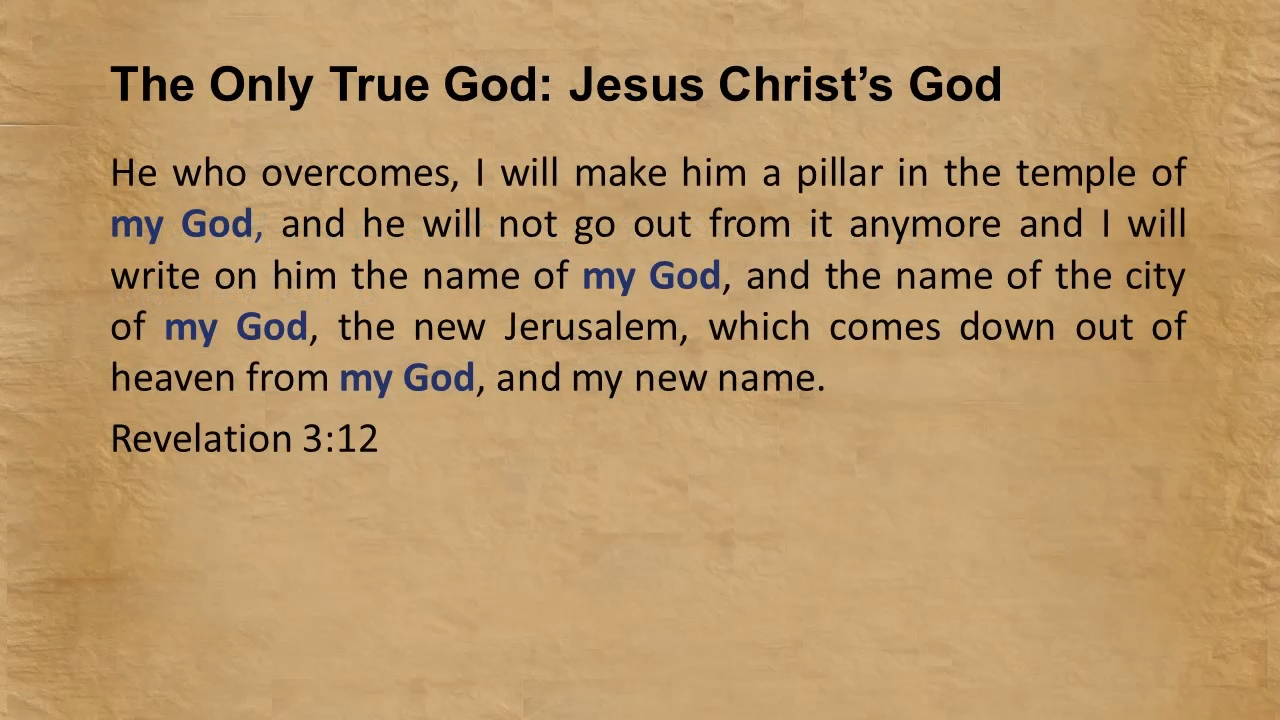 The Only True God: Jesus Christ’s God
He who overcomes, I will make him a pillar in the temple of
my God, and he will not go out from it anymore and I will
write on him the name of my God, and the name of the city
of my God, the new Jerusalem, which comes down out of
heaven from my God, and my new name.
Revelation 3:12